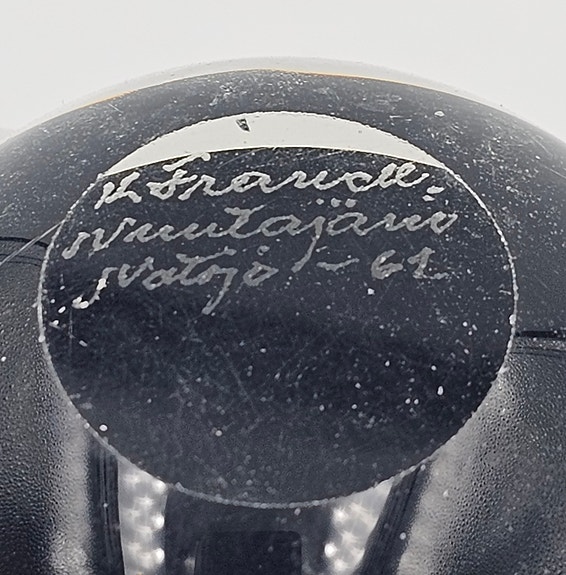 K. Franck.
Nuutajärvi
Notsjö - 61